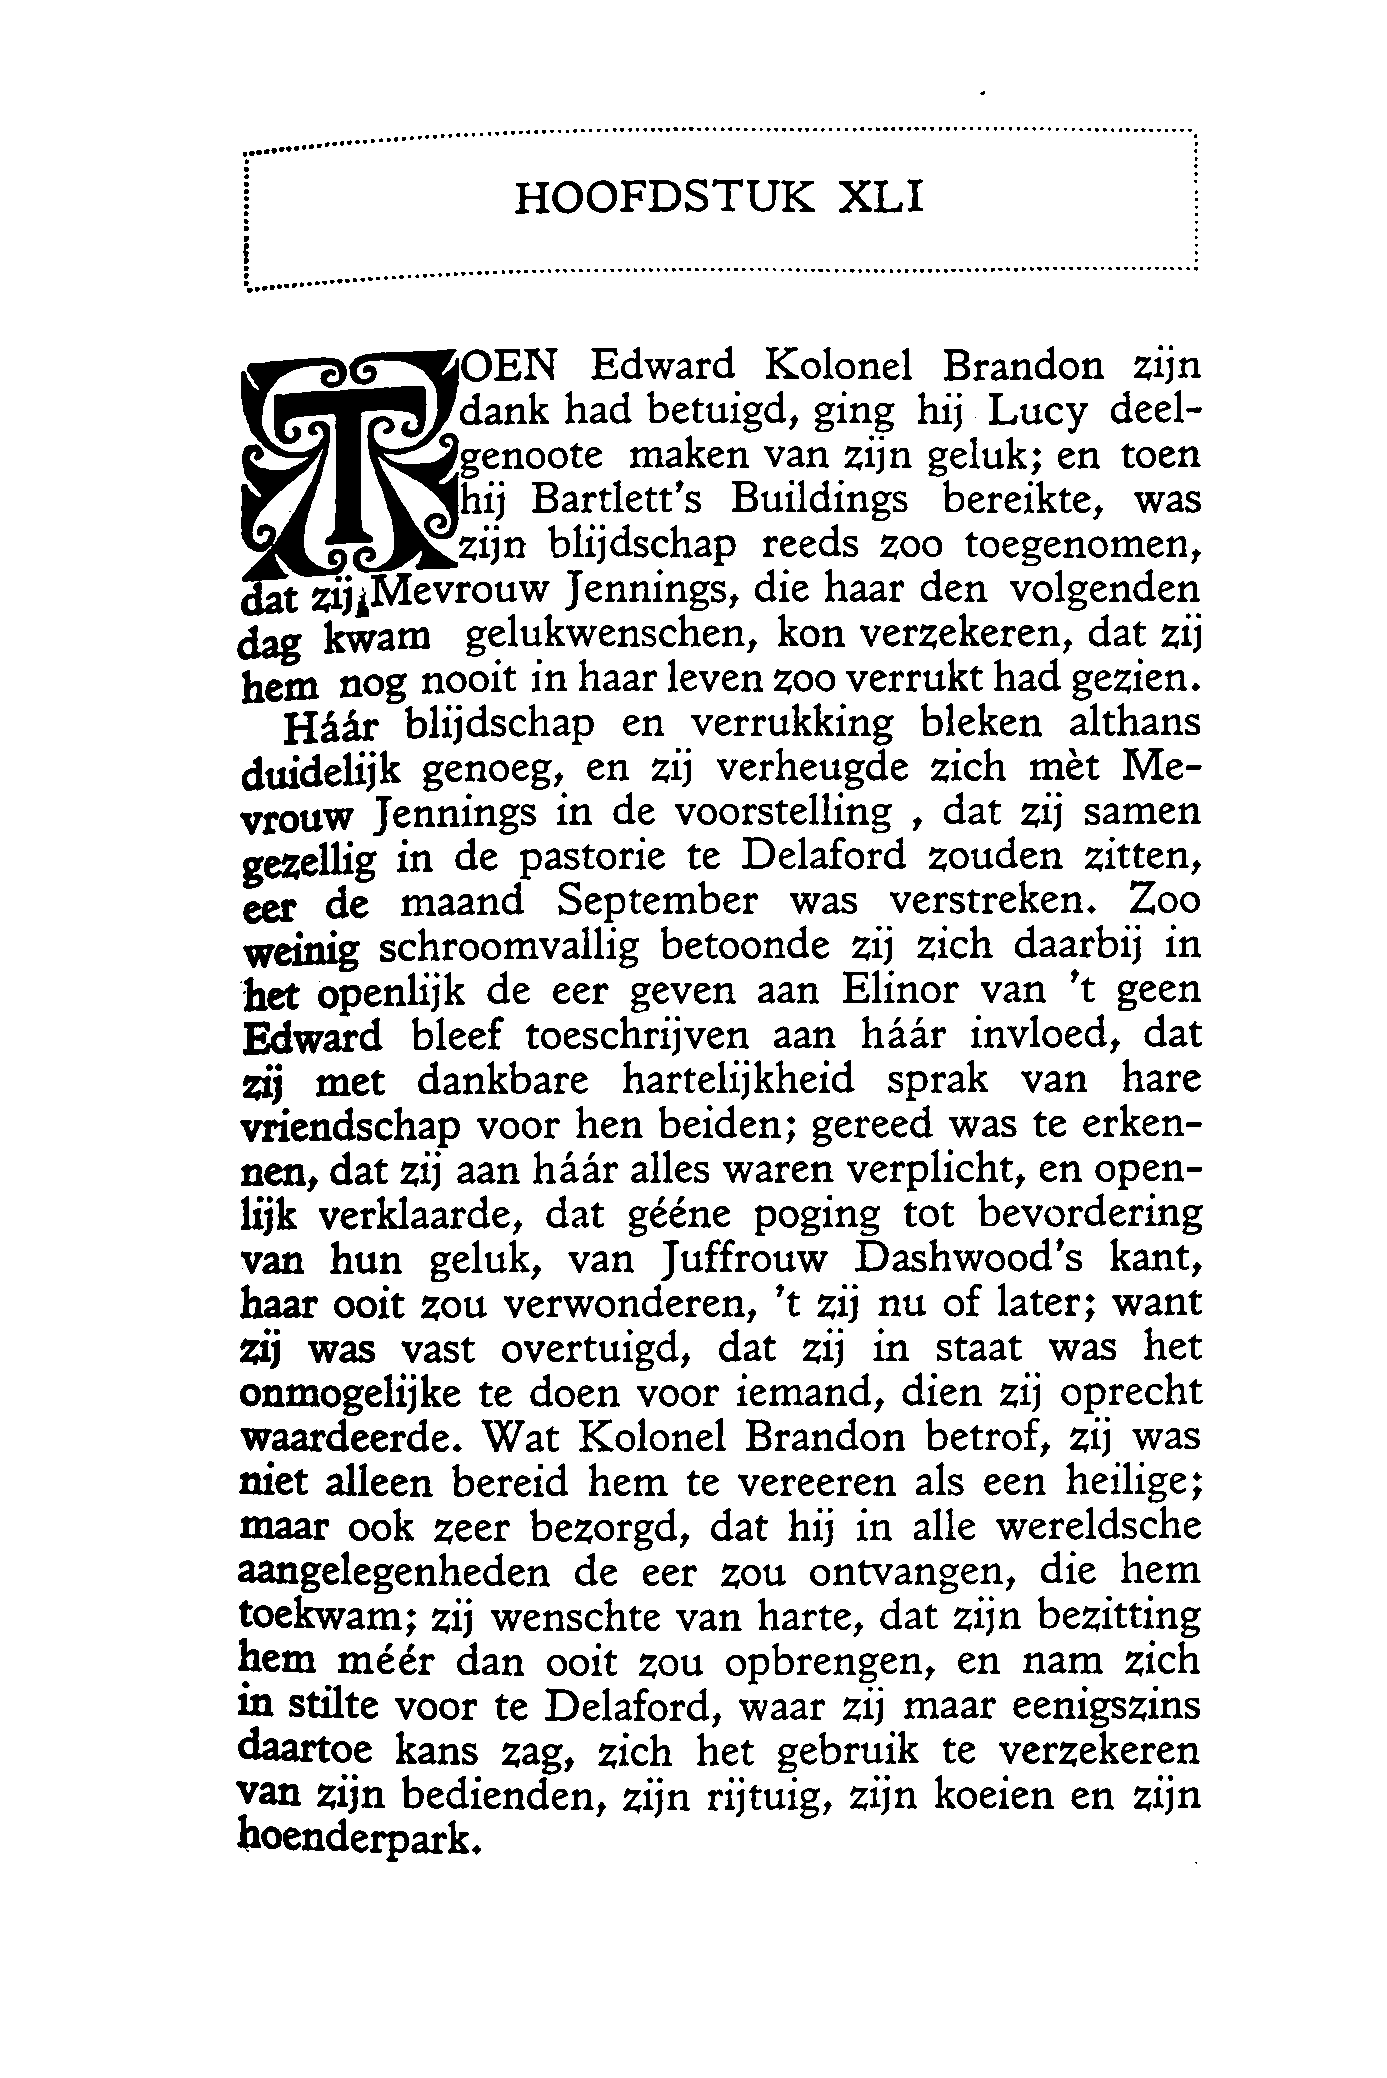 HOOFDSTUK XLI
TOEN Edward Kolonel Brandon zijn
dank had betuigd, ging hij Lucy deel-
genoote maken van zijn geluk; en toen
hij Bartlett's Buildings bereikte, was
zijn blijdschap reeds zoo toegenomen,
dat zij Mevrouw Jennings, die haar den volgenden
dag kwam gelukwenschen, kon verzekeren, dat zij
hem nog nooit in haar leven zoo verrukt had gezien.
Háár blijdschap en verrukking bleken althans
duidelijk genoeg, en zij verheugde zich mèt Me-
vrouw Jennings in de voorstelling , dat zij samen
gezellig in de pastorie te Delaford zouden zitten,
eer de maand September was verstreken. Zoo
weinig schroomvallig betoonde zij zich daarbij in
het openlijk de eer geven aan Elinor van 't geen
Edward bleef toeschrijven aan háár invloed, dat
zij met dankbare hartelijkheid sprak van hare
vriendschap voor hen beiden; gereed was te erken-
nen, dat zij aan háár alles waren verplicht, en open-
lijk verklaarde, dat gééne poging tot bevordering
van hun geluk, van Juffrouw Dashwood's kant,
haar ooit zou verwonderen, 't zij nu of later; want
zij was vast overtuigd, dat zij in staat was het
onmogelijke te doen voor iemand, dien zij oprecht
waardeerde. Wat Kolonel Brandon betrof, zij was
niet alleen bereid hem te vereeren als een heilige;
maar ook zeer bezorgd, dat hij in alle wereldsche
aangelegenheden de eer zou ontvangen, die hem
toekwam; zij wenschte van harte, dat zijn bezitting
hem méér dan ooit zou opbrengen, en nam zich
in stilte voor te Delaford, waar zij maar eenigszins
daartoe kans zag, zich het gebruik te verzekeren
van zijn bedienden, zijn rijtuig, zijn koeien en zijn
hoenderpark.